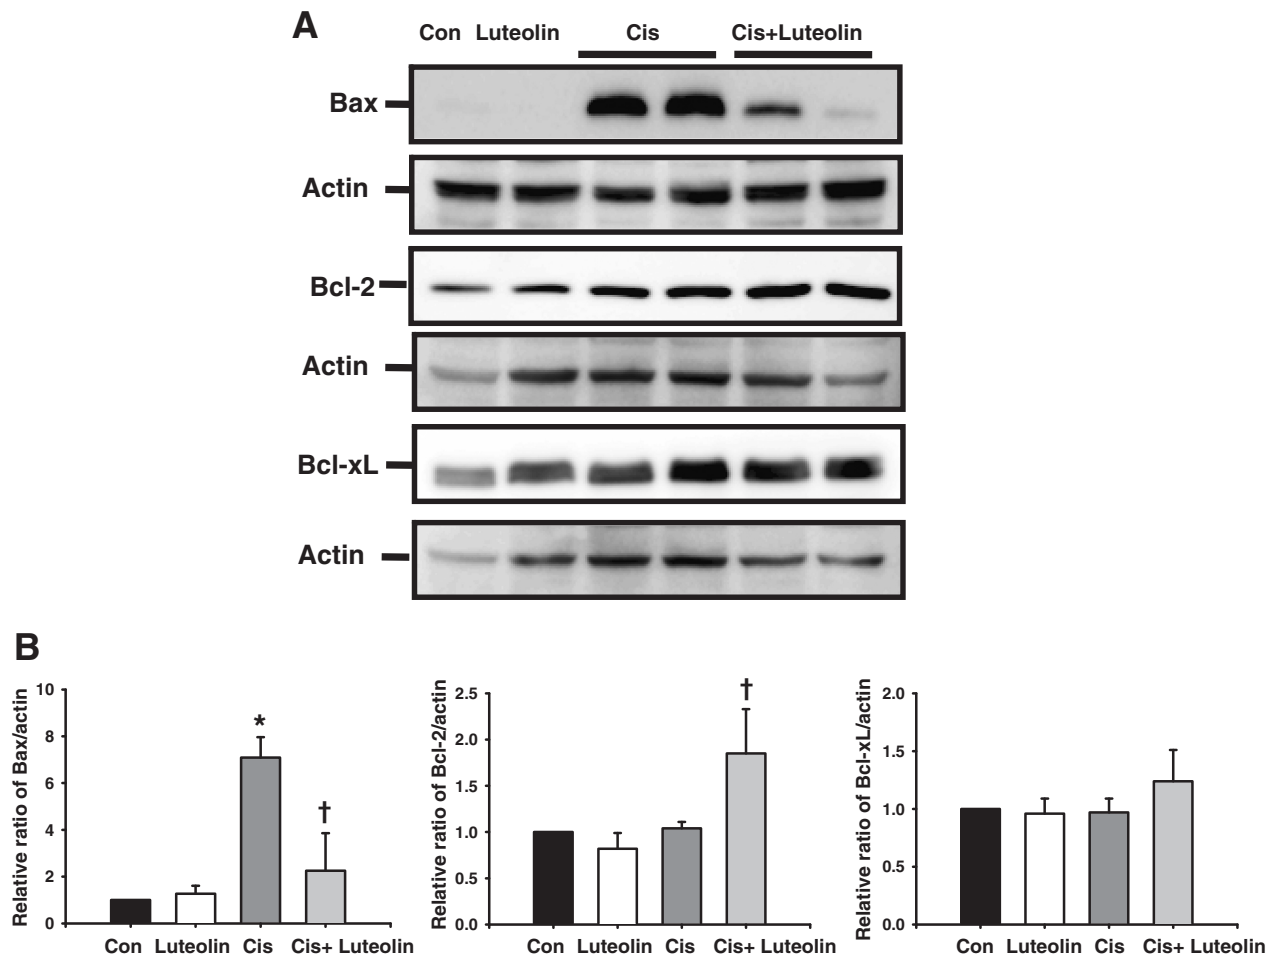 A
Con Luteolin Cis Cis+Luteolin
Bax
Actin
Bcl-2
Actin
Bcl-xL
Actin
B
Relative ratio of Bax/actin
10
8
6
4
2
0
*
†
Con Luteolin Cis Cis+ Luteolin
Relative ratio of Bcl-2/actin
2.5
2.0
1.5
1.0
0.5
0.0
†
Con Luteolin Cis Cis+ Luteolin
Relative ratio of Bcl-xL/actin
2.0
1.5
1.0
0.5
0.0
Con Luteolin Cis Cis+ Luteolin